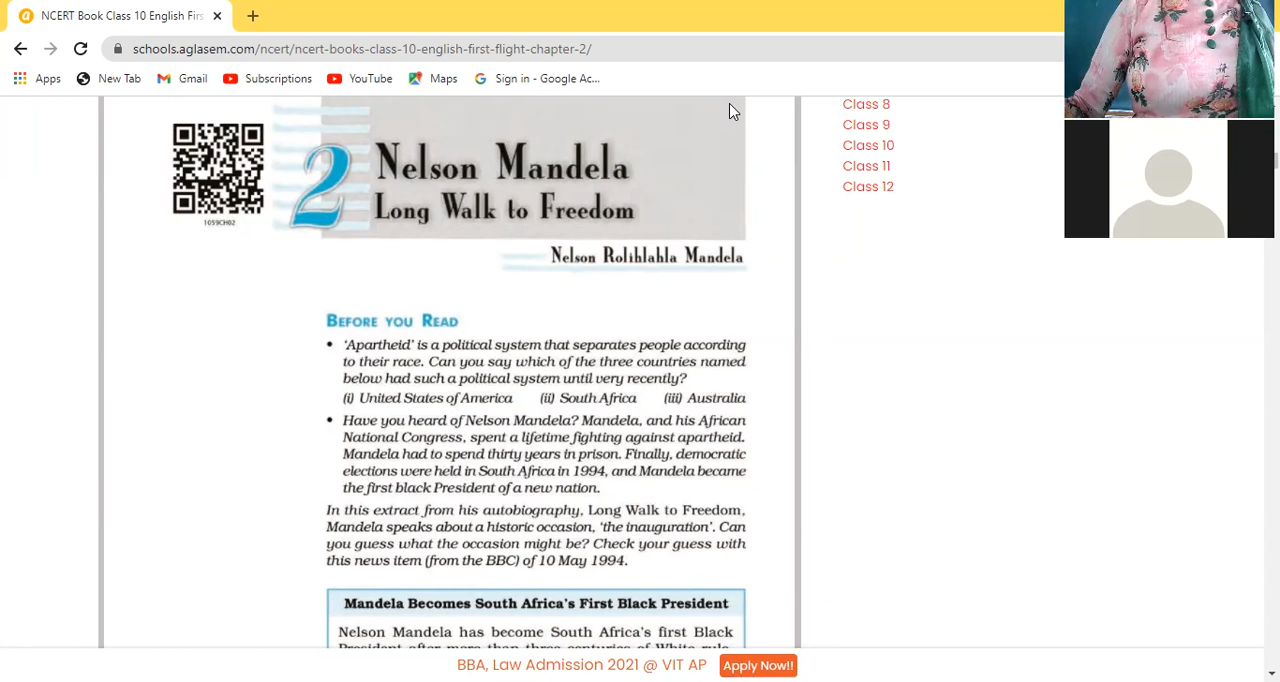 NCERT Book Class 10 English Firs
schools.aglasem.com/ncert/ncert-books-class-10-english-first-flight-chapter-2/
Apps New Tab Gmail Subscriptions YouTube Maps Sign in - Google Ac...
1059CH02
2 Nelson Mandela
Long Walk to Freedom
Nelson Rolihlahla Mandela
BEFORE YOU READ
• 'Apartheid' is a political system that separates people according
to their race. Can you say which of the three countries named
below had such a political system until very recently?
(i) United States of America (ii) South Africa (iii) Australia
• Have you heard of Nelson Mandela? Mandela, and his African
National Congress, spent a lifetime fighting against apartheid.
Mandela had to spend thirty years in prison. Finally, democratic
elections were held in South Africa in 1994, and Mandela became
the first black President of a new nation.
In this extract from his autobiography, Long Walk to Freedom,
Mandela speaks about a historic occasion, 'the inauguration'. Can
you guess what the occasion might be? Check your guess with
this news item (from the BBC) of 10 May 1994.
Mandela Becomes South Africa's First Black President
Nelson Mandela has become South Africa's first Black
President after more than three centuries of White rule.
Class 8
Class 9
Class 10
Class 11
Class 12
BBA, Law Admission 2021 @ VIT AP Apply Now!!